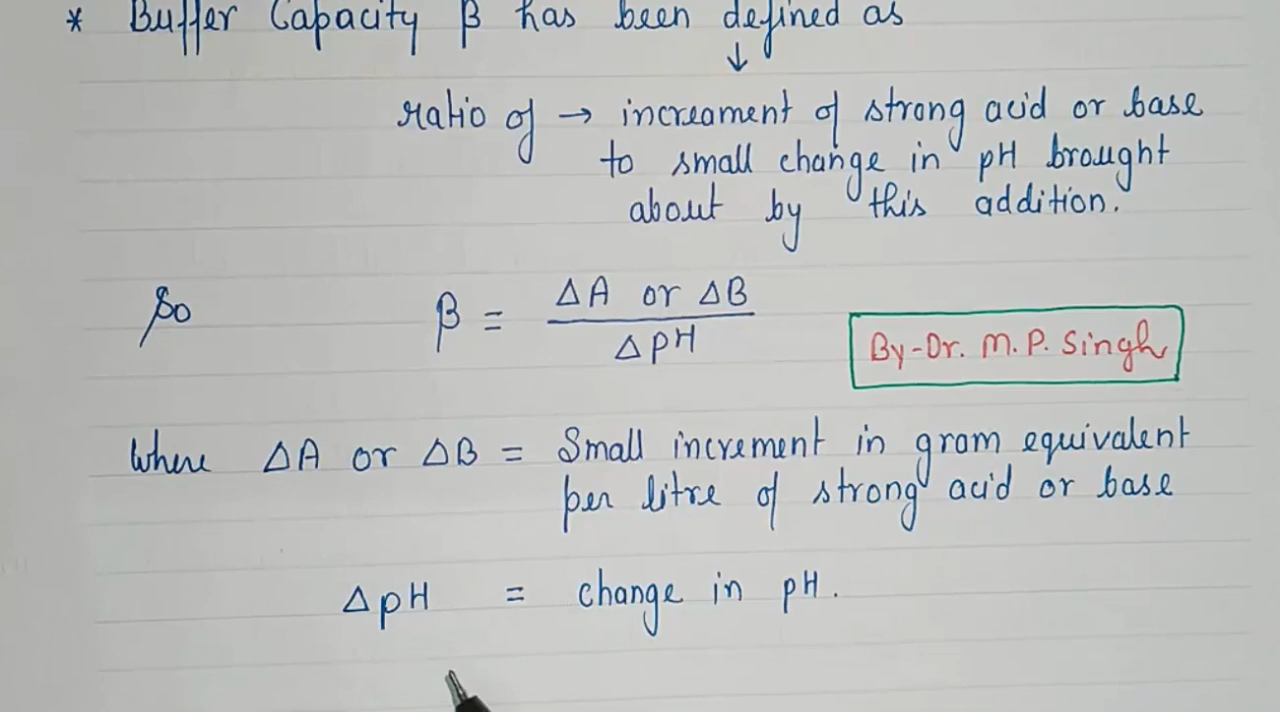 * Buffer Capacity β has been defined as
↓
ratio of → increament of strong acid or base
to small change in pH brought
about by this addition.
So β = ΔA or ΔB / ΔpH
By-Dr. M. P. Singh
Where ΔA or ΔB = Small increment in gram equivalent
per litre of strong acid or base
ΔpH = change in pH.